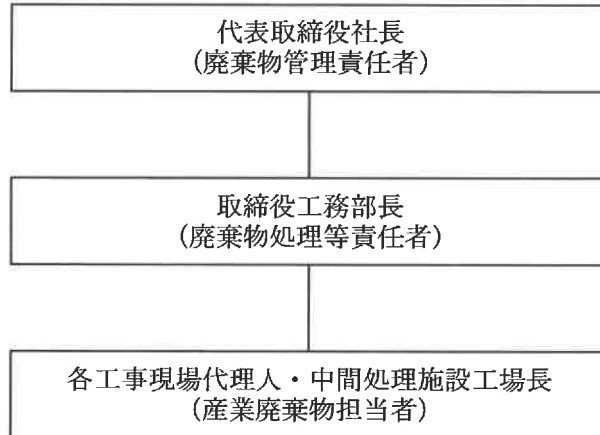 代表取締役社長
(廃棄物管理責任者)
取締役工務部長
(廃棄物処理等責任者)
各工事現場代理人・中間処理施設工場長
(産業廃棄物担当者)